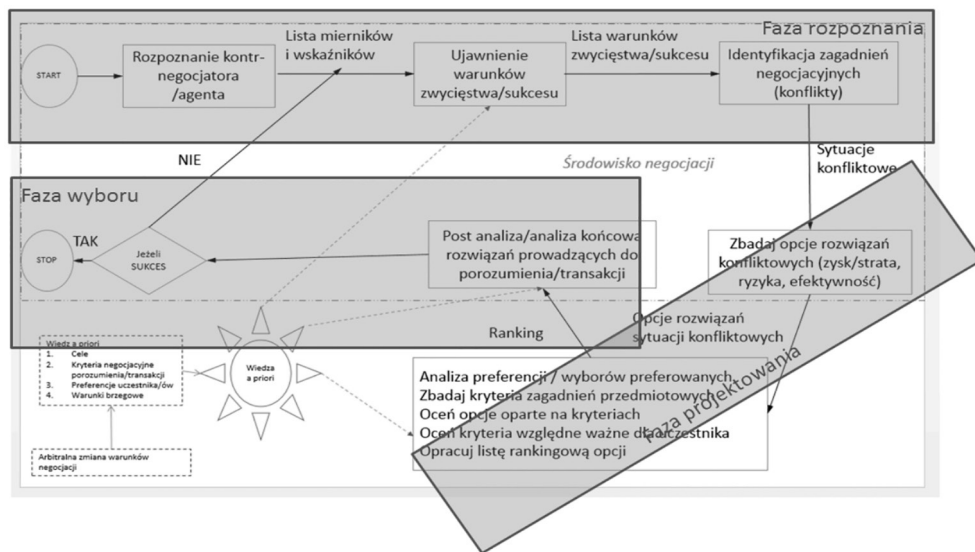 Faza rozpoznania
START
Rozpoznanie kontr-
negocjatora
/agenta
Lista mierników
i wskaźników
Ujawnienie
warunków
zwycięstwa/sukcesu
Lista warunków
zwycięstwa/sukcesu
Identyfikacja zagadnień
negocjacyjnych
(konflikty)
NIE
Środowisko negocjacji
Sytuacje
konfliktowe
Faza wyboru
STOP
TAK
Jeżeli
SUKCES
Post analiza/analiza końcowa
rozwiązań prowadzących do
porozumienia/transakcji
Zbadaj opcje rozwiązań
konfliktowych (zysk/strata,
ryzyka, efektywność)
Ranking
Opcje rozwiązań
sytuacji konfliktowych
Faza projektowania
Wiedz a priori
1. Cele
2. Kryteria negocjacyjne
porozumienia/transakcji
3. Preferencje uczestnika/ów
4. Warunki brzegowe
Wiedza
a priori
Analiza preferencji / wyborów preferowanych
Zbadaj kryteria zagadnień przedmiotowych
Oceń opcje oparte na kryteriach
Oceń kryteria względne ważne dla uczestnika
Opracuj listę rankingową opcji
Arbitralna zmiana warunków
negocjacji